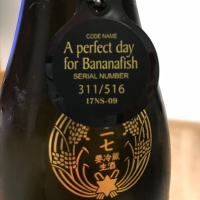 CODE NAME
A perfect day
for Bananafish
SERIAL NUMBER
311/516
17NS-09
二七
要冷蔵
生酒